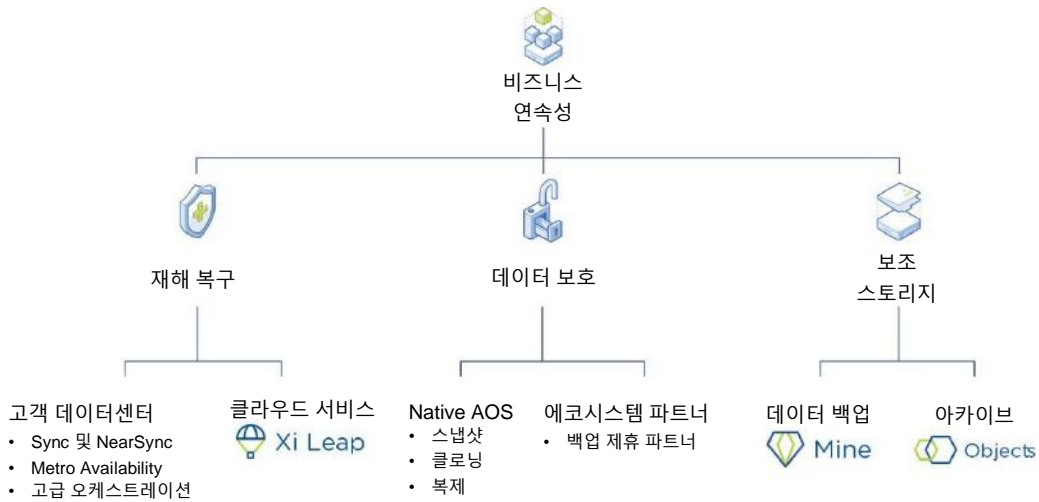 비즈니스
연속성
재해 복구
데이터 보호
보조
스토리지
고객 데이터센터
• Sync 및 NearSync
• Metro Availability
• 고급 오케스트레이션
클라우드 서비스
Xi Leap
Native AOS
• 스냅샷
• 클로닝
• 복제
에코시스템 파트너
• 백업 제휴 파트너
데이터 백업
Mine
아카이브
Objects